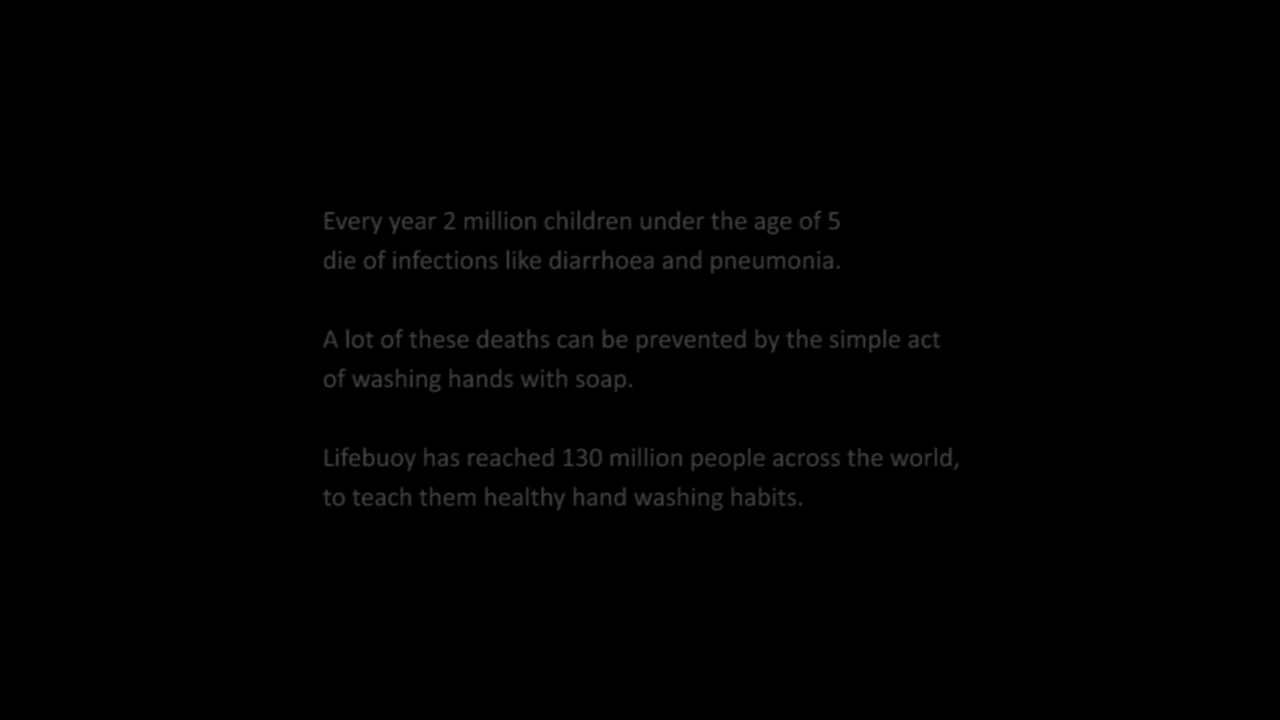 Every year 2 million children under the age of 5
die of infections like diarrhoea and pneumonia.
A lot of these deaths can be prevented by the simple act
of washing hands with soap.
Lifebuoy has reached 130 million people across the world,
to teach them healthy hand washing habits.